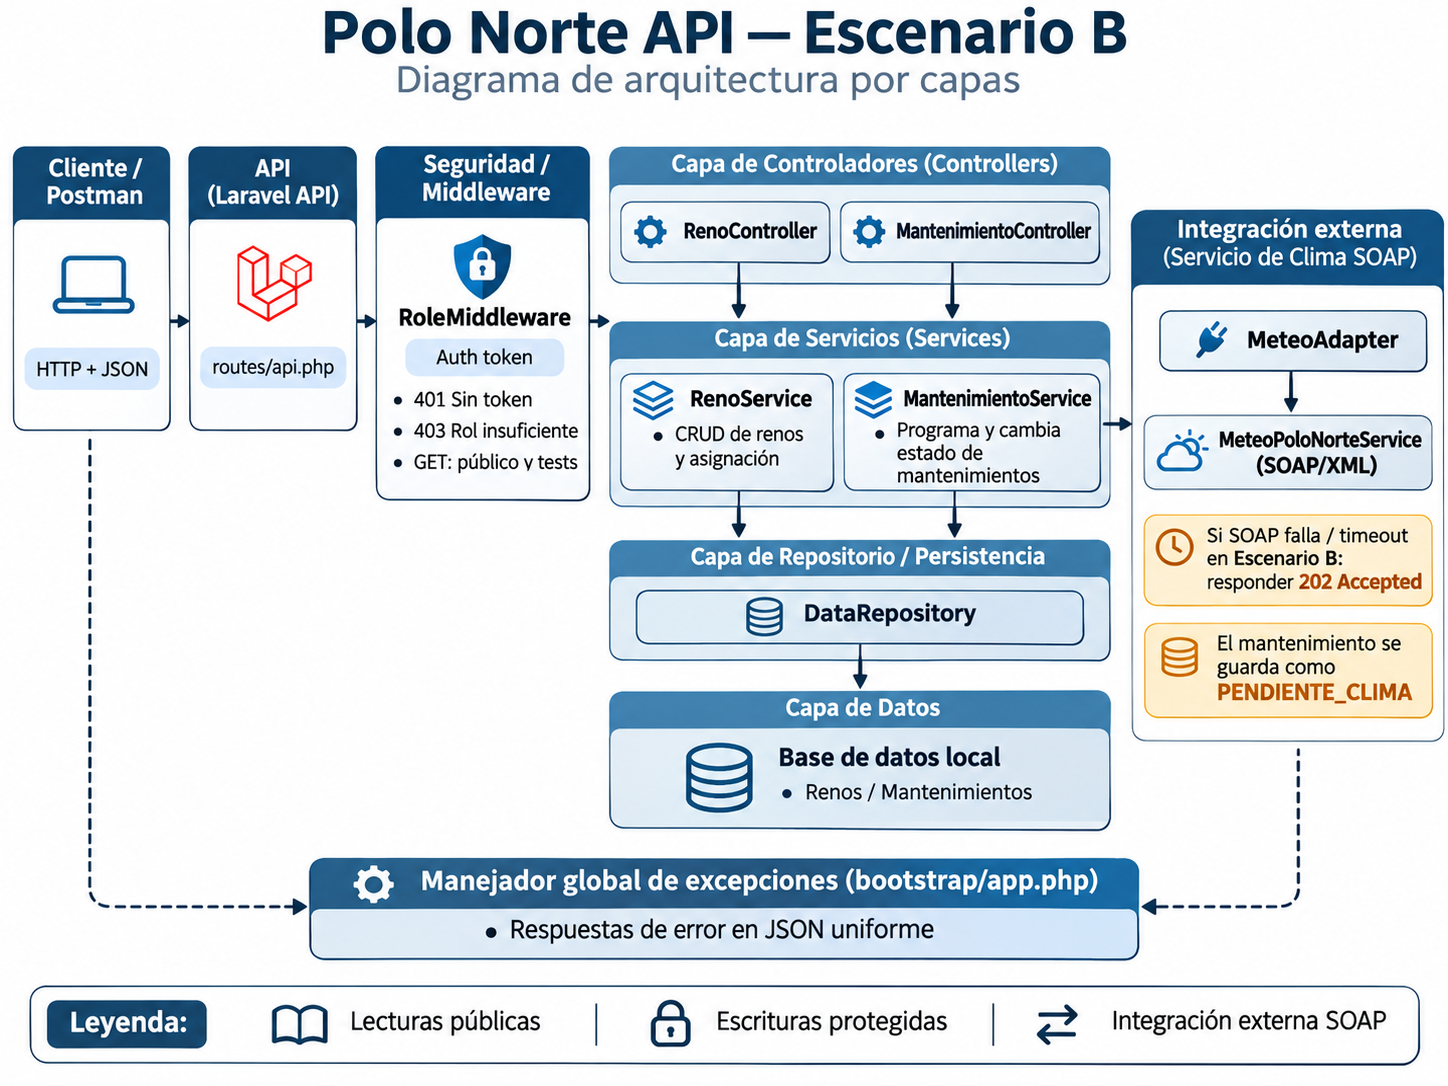 Polo Norte API — Escenario B
Diagrama de arquitectura por capas
Cliente /
Postman
HTTP + JSON
API
(Laravel API)
routes/api.php
Seguridad /
Middleware
RoleMiddleware
Auth token
• 401 Sin token
• 403 Rol insuficiente
• GET: público y tests
Capa de Controladores (Controllers)
RenoController
MantenimientoController
Capa de Servicios (Services)
RenoService
• CRUD de renos
y asignación
MantenimientoService
• Programa y cambia
estado de
mantenimientos
Capa de Repositorio / Persistencia
DataRepository
Capa de Datos
Base de datos local
• Renos / Mantenimientos
Integración externa
(Servicio de Clima SOAP)
MeteoAdapter
MeteoPoloNorteService
(SOAP/XML)
Si SOAP falla / timeout
en Escenario B:
responder 202 Accepted
El mantenimiento se
guarda como
PENDIENTE_CLIMA
Manejador global de excepciones (bootstrap/app.php)
• Respuestas de error en JSON uniforme
Leyenda:
Lecturas públicas
Escrituras protegidas
Integración externa SOAP